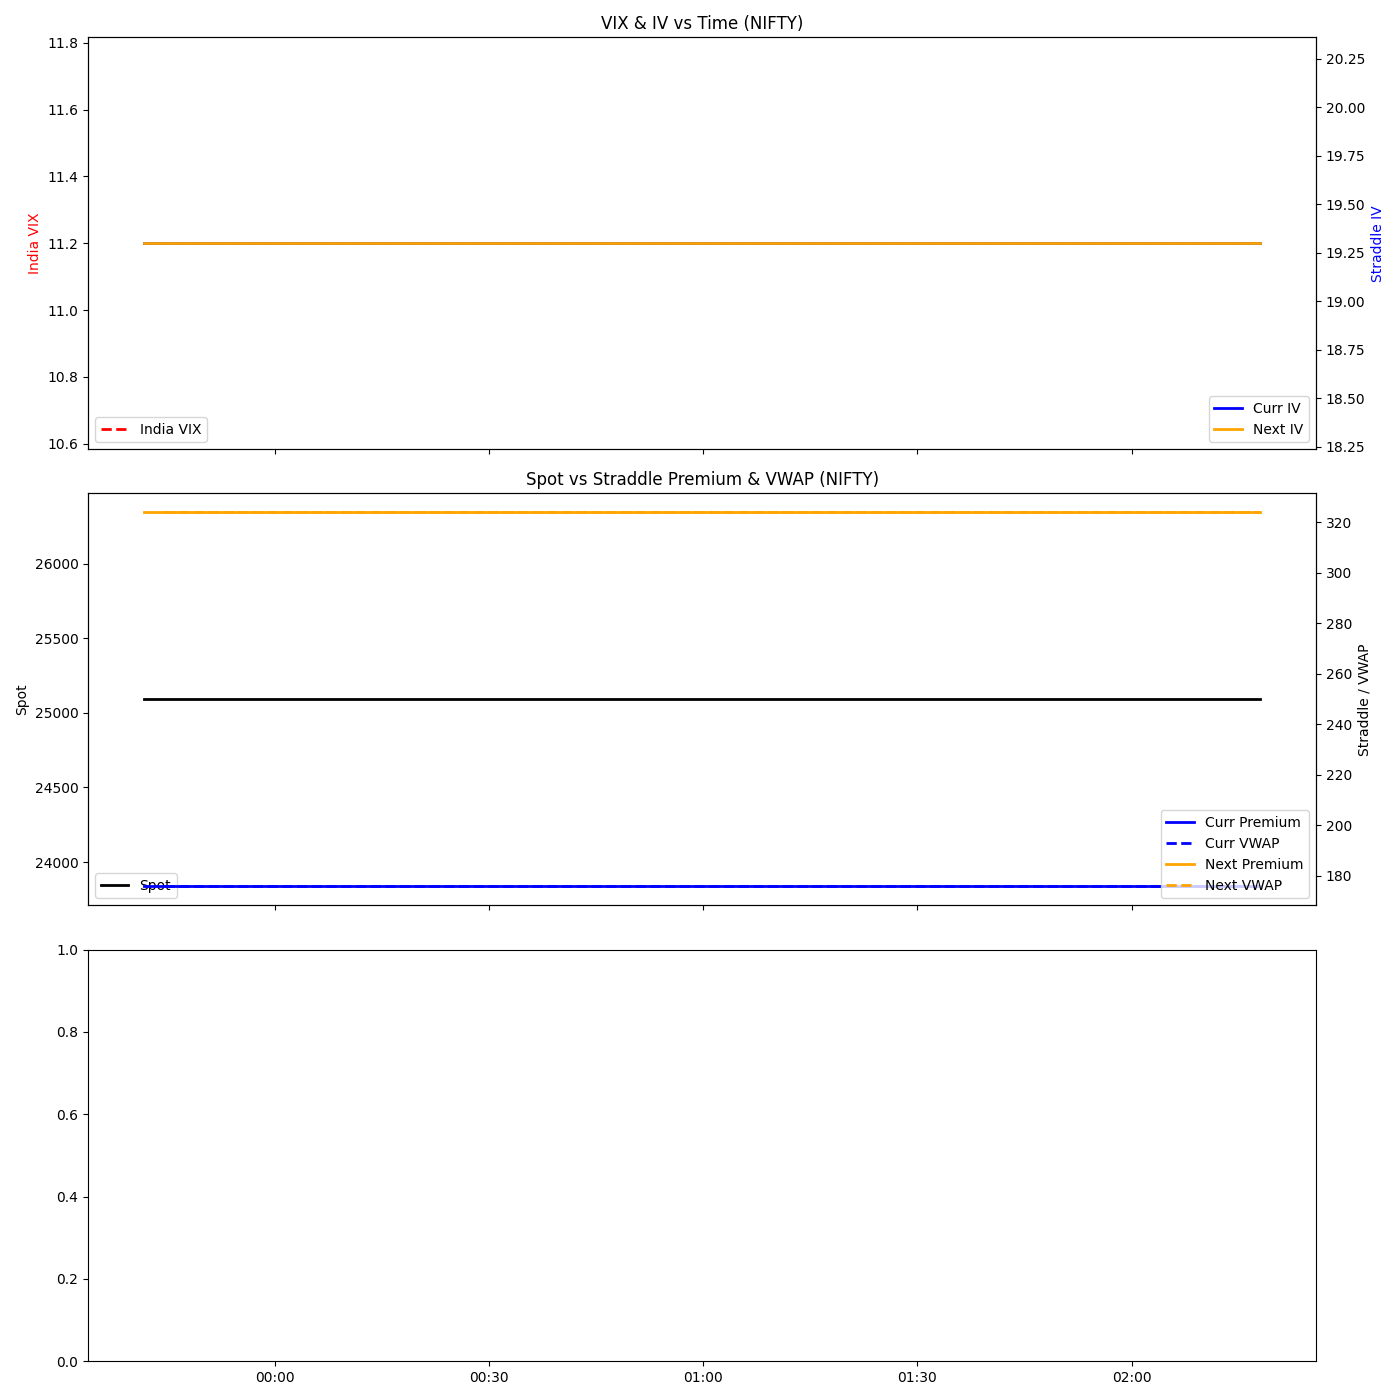 VIX & IV vs Time (NIFTY)
11.8
11.6
11.4
11.2
11.0
10.8
10.6
India VIX
20.25
20.00
19.75
19.50
19.25
19.00
18.75
18.50
18.25
Straddle IV
India VIX
Curr IV
Next IV
Spot vs Straddle Premium & VWAP (NIFTY)
26000
25500
25000
24500
24000
Spot
320
300
280
260
240
220
200
180
Straddle / VWAP
Spot
Curr Premium
Curr VWAP
Next Premium
Next VWAP
1.0
0.8
0.6
0.4
0.2
0.0
00:00 00:30 01:00 01:30 02:00